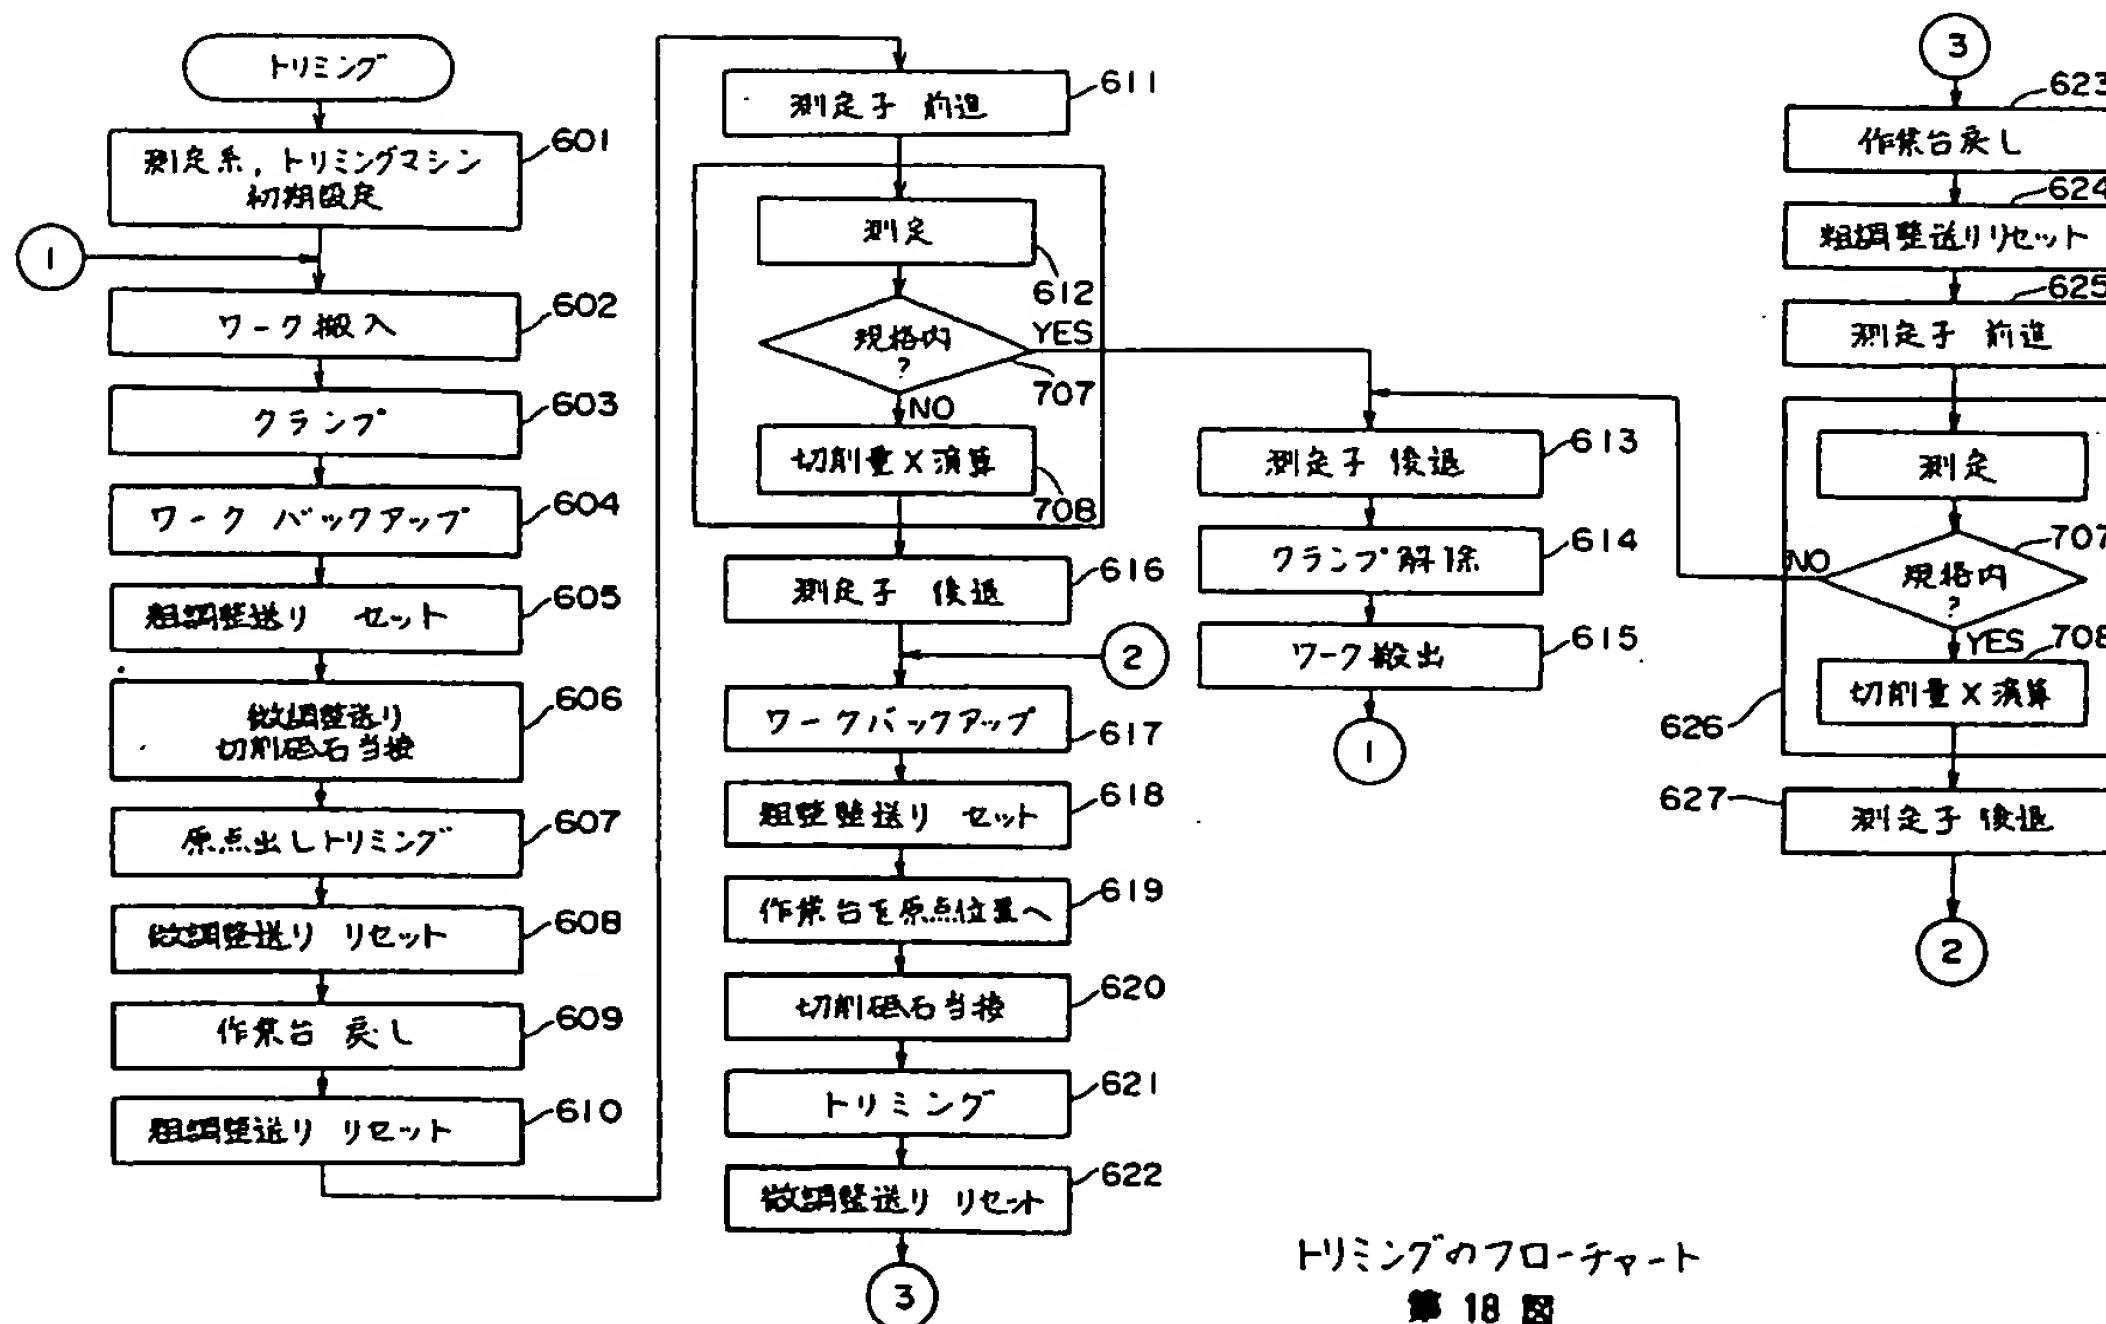 トリミング
測定系,トリミングマシン
初期設定
601
1
ワーク搬入
602
クランプ
603
ワーク バックアップ
604
粗調整送り セット
605
微調整送り
切削砥石当接
606
原点出しトリミング
607
微調整送り リセット
608
作業台 戻し
609
粗調整送り リセット
610
測定子 前進
611
測定
612
規格内
?
YES
707
NO
切削量X演算
708
測定子 後退
616
2
ワークバックアップ
617
粗整整送り セット
618
作業台を原点位置へ
619
切削砥石当接
620
トリミング
621
微調整送り リセット
622
3
測定子 後退
613
クランプ解除
614
ワーク搬出
615
1
3
623
作業台戻し
624
粗調整送りリセット
625
測定子 前進
測定
707
NO
規格内
?
YES
708
切削量X演算
626
627
測定子 後退
2
トリミングのフローチャート
第 18 図